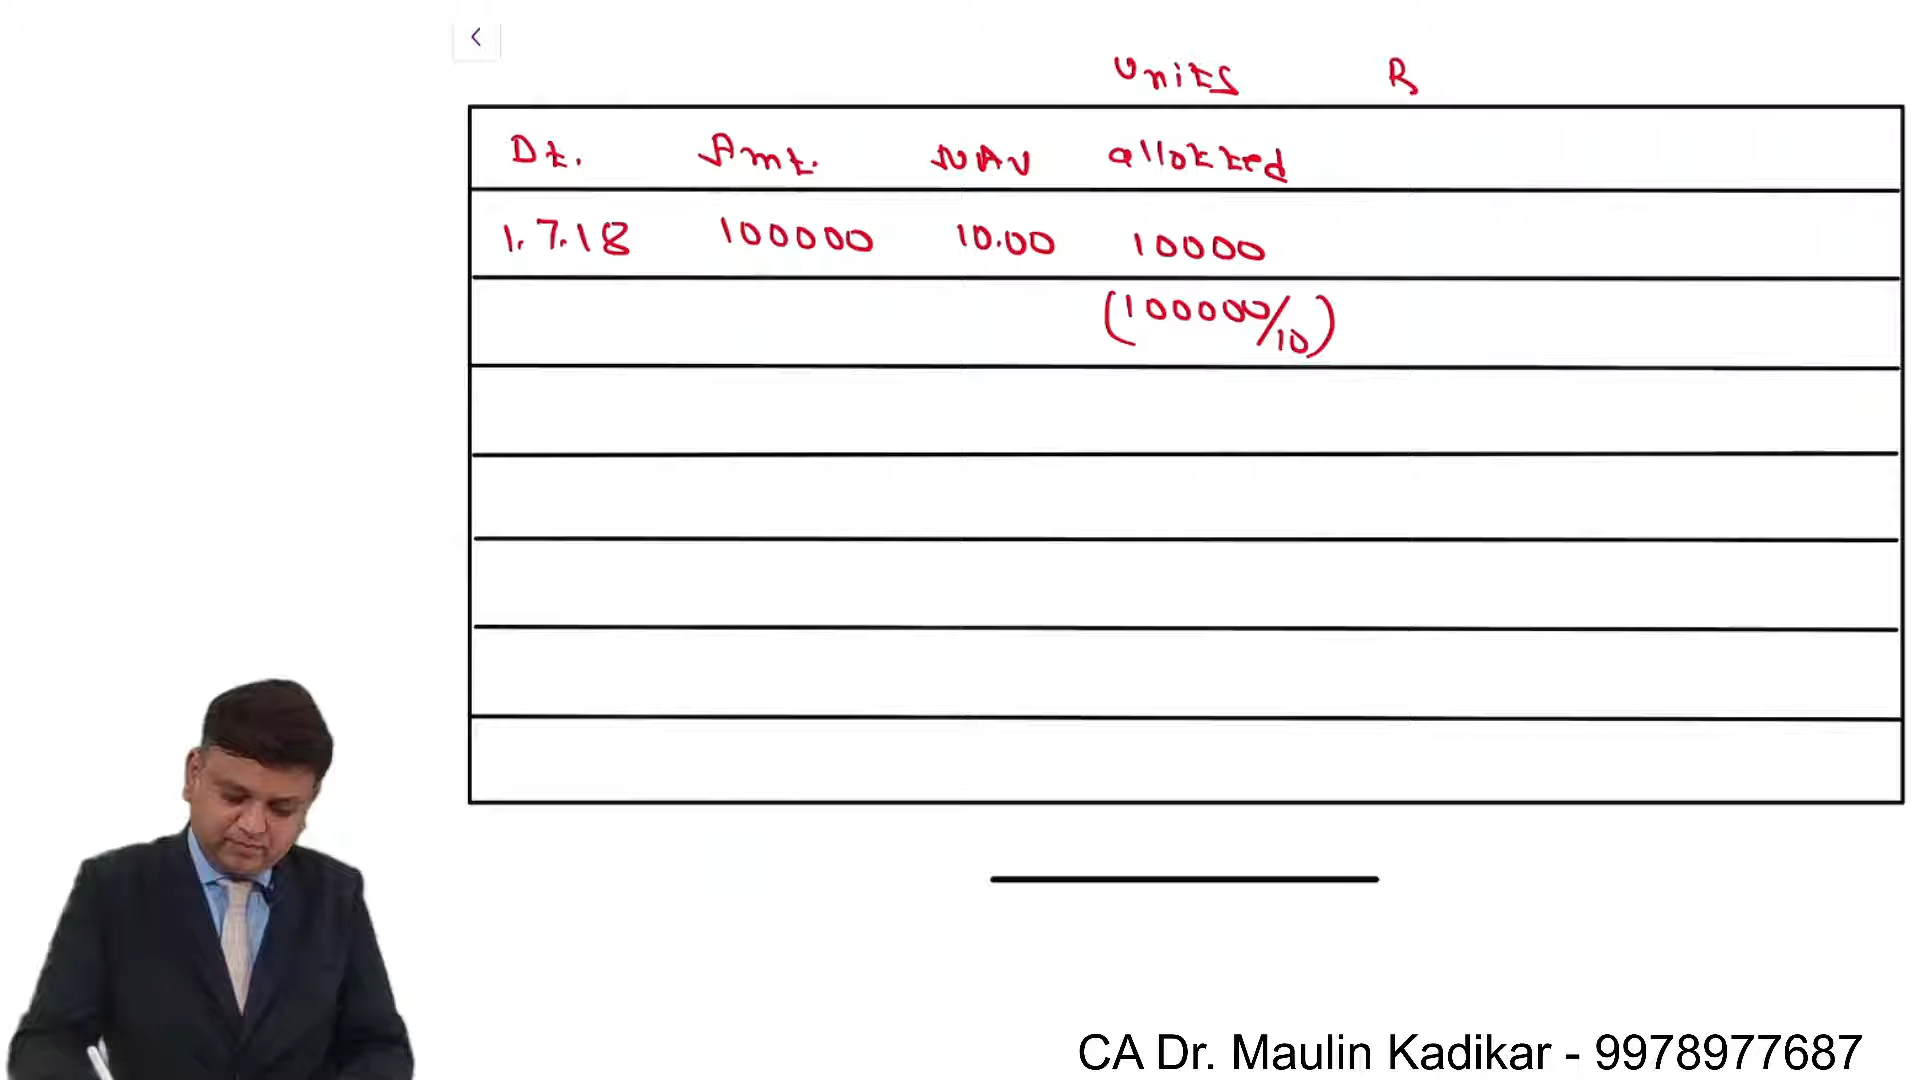 Units R
Dt. Amt. NAV allotted
1.7.18 100000 10.00 10000
(100000/10)
CA Dr. Maulin Kadikar - 9978977687